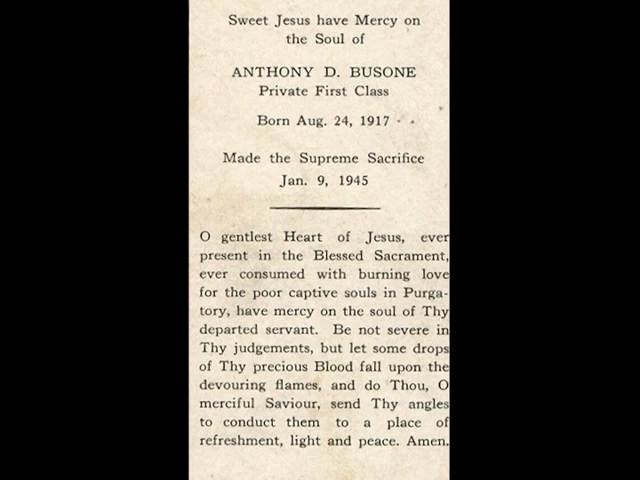 Sweet Jesus have Mercy on
the Soul of
ANTHONY D. BUSONE
Private First Class
Born Aug. 24, 1917
Made the Supreme Sacrifice
Jan. 9, 1945
O gentlest Heart of Jesus, ever
present in the Blessed Sacrament,
ever consumed with burning love
for the poor captive souls in Purga-
tory, have mercy on the soul of Thy
departed servant. Be not severe in
Thy judgements, but let some drops
of Thy precious Blood fall upon the
devouring flames, and do Thou, O
merciful Saviour, send Thy angles
to conduct them to a place of
refreshment, light and peace. Amen.